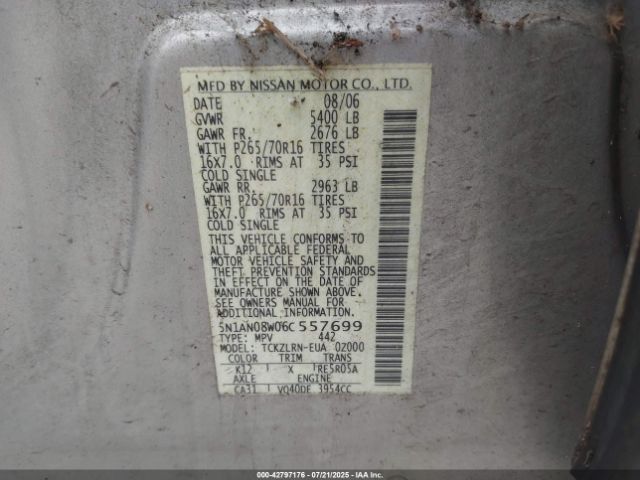 MFD BY NISSAN MOTOR CO., LTD.
DATE 08/06
GVWR 5400 LB
GAWR FR. 2676 LB
WITH P265/70R16 TIRES
16X7.0 RIMS AT 35 PSI
COLD SINGLE
GAWR RR. 2963 LB
WITH P265/70R16 TIRES
16X7.0 RIMS AT 35 PSI
COLD SINGLE
THIS VEHICLE CONFORMS TO
ALL APPLICABLE FEDERAL
MOTOR VEHICLE SAFETY AND
THEFT PREVENTION STANDARDS
IN EFFECT ON THE DATE OF
MANUFACTURE SHOWN ABOVE.
SEE OWNERS MANUAL FOR
ADDITIONAL INFORMATION.
5N1AN08W06C557699
TYPE: MPV 442
MODEL: TCKZLRN-EUA 02000
COLOR TRIM TRANS
K12 X RE5R05A
AXLE ENGINE
CA31 VQ40DE 3954CC
000-42797176 | 07/21/2025 | IAAI.COM